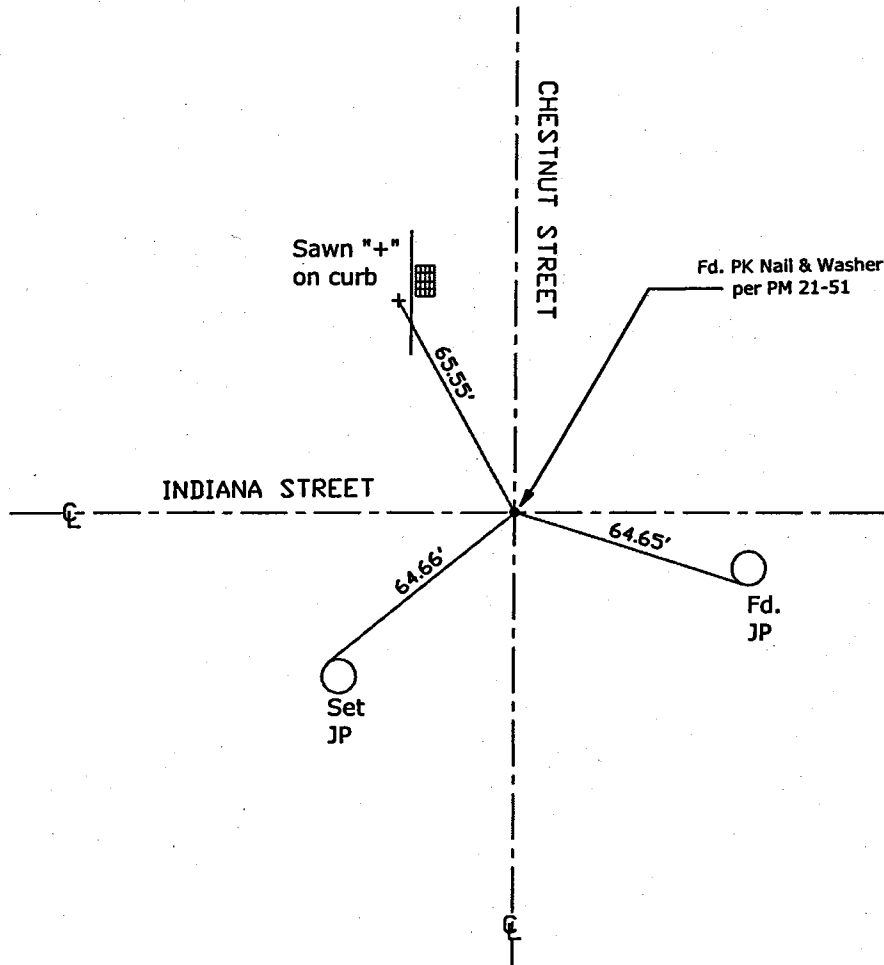 CHESTNUT STREET
Sawn "+"
on curb
Fd. PK Nail & Washer
per PM 21-51
65.55'
INDIANA STREET
℄
64.66'
64.65'
Fd.
JP
Set
JP
℄